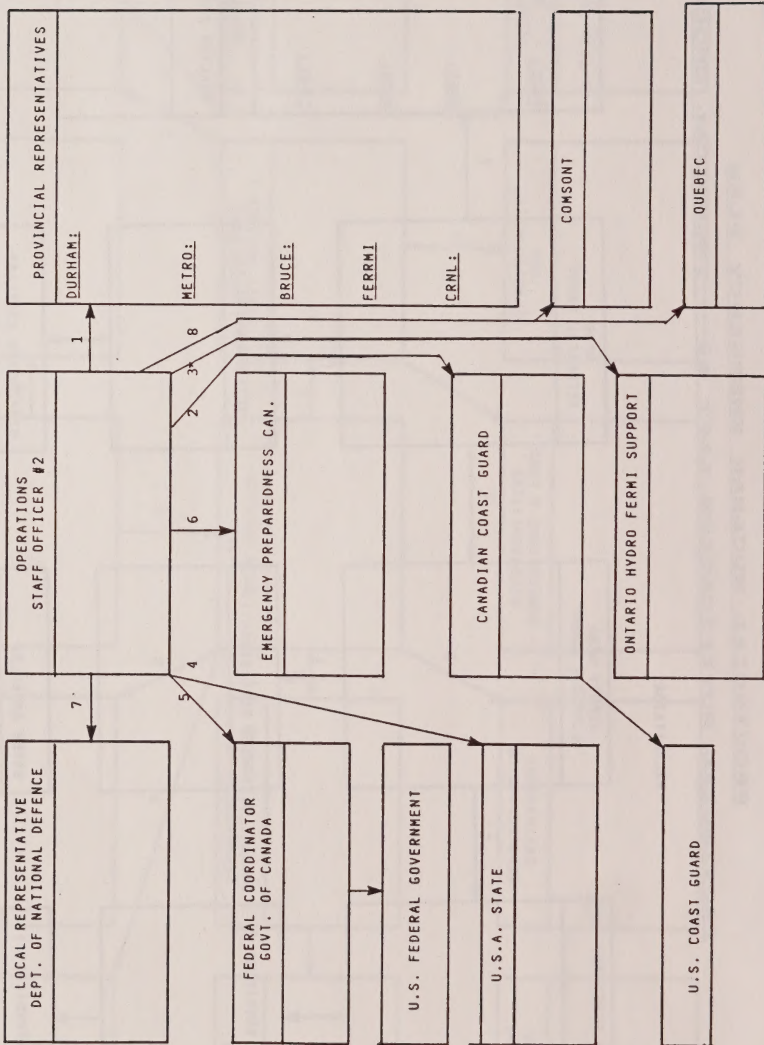 LOCAL REPRESENTATIVE
DEPT. OF NATIONAL DEFENCE
7
OPERATIONS
STAFF OFFICER #2
1
PROVINCIAL REPRESENTATIVES
DURHAM:
METRO:
BRUCE:
FERRMI
CRNL:
8
3*
2
4
5
6
FEDERAL COORDINATOR
GOVT. OF CANADA
EMERGENCY PREPAREDNESS CAN.
U.S. FEDERAL GOVERNMENT
U.S.A. STATE
CANADIAN COAST GUARD
COMSONT
U.S. COAST GUARD
ONTARIO HYDRO FERMI SUPPORT
QUEBEC